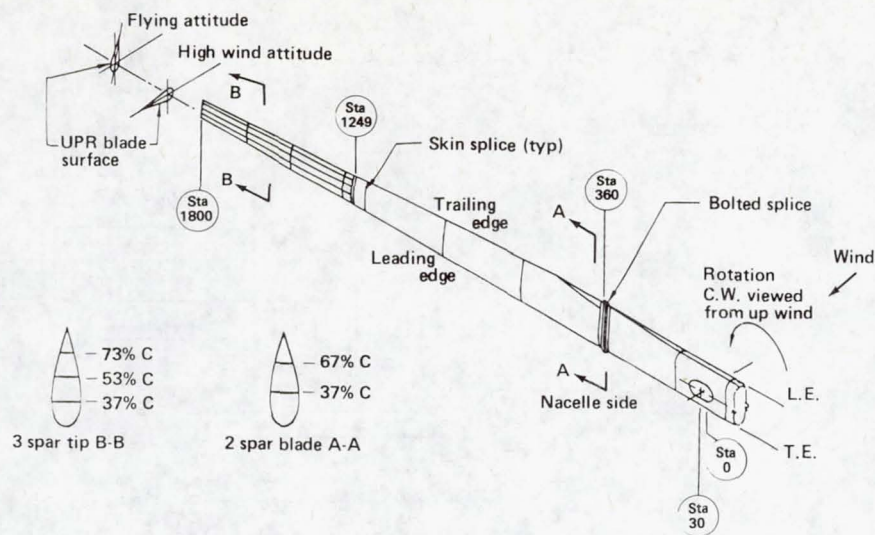 Flying attitude
High wind attitude
UPR blade
surface
B
B
Sta
1800
Sta
1249
Skin splice (typ)
Trailing
edge
Leading
edge
A
A
Sta
360
Bolted splice
Rotation
C.W. viewed
from up wind
Wind
L.E.
T.E.
Nacelle side
Sta
0
Sta
30
73% C
53% C
37% C
3 spar tip B-B
67% C
37% C
2 spar blade A-A